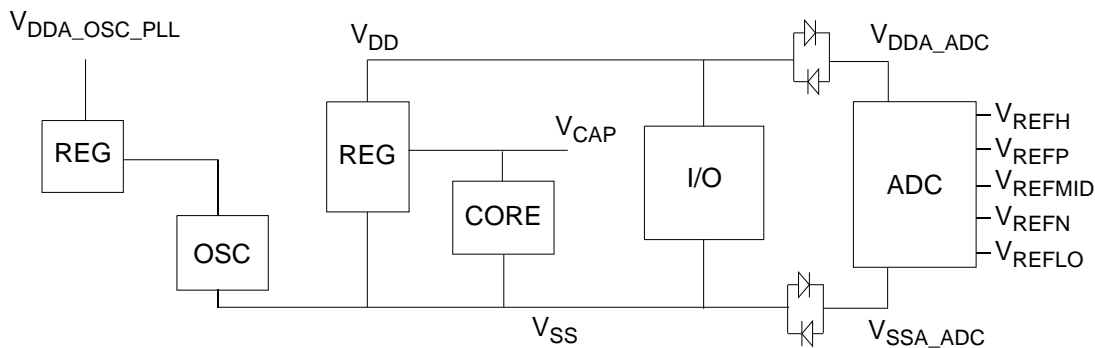 VDDA_OSC_PLL
VDD
VDDA_ADC
REG
REG
VCAP
CORE
I/O
ADC
VREFH
VREFP
VREFMID
VREFN
VREFLO
OSC
VSS
VSSA_ADC